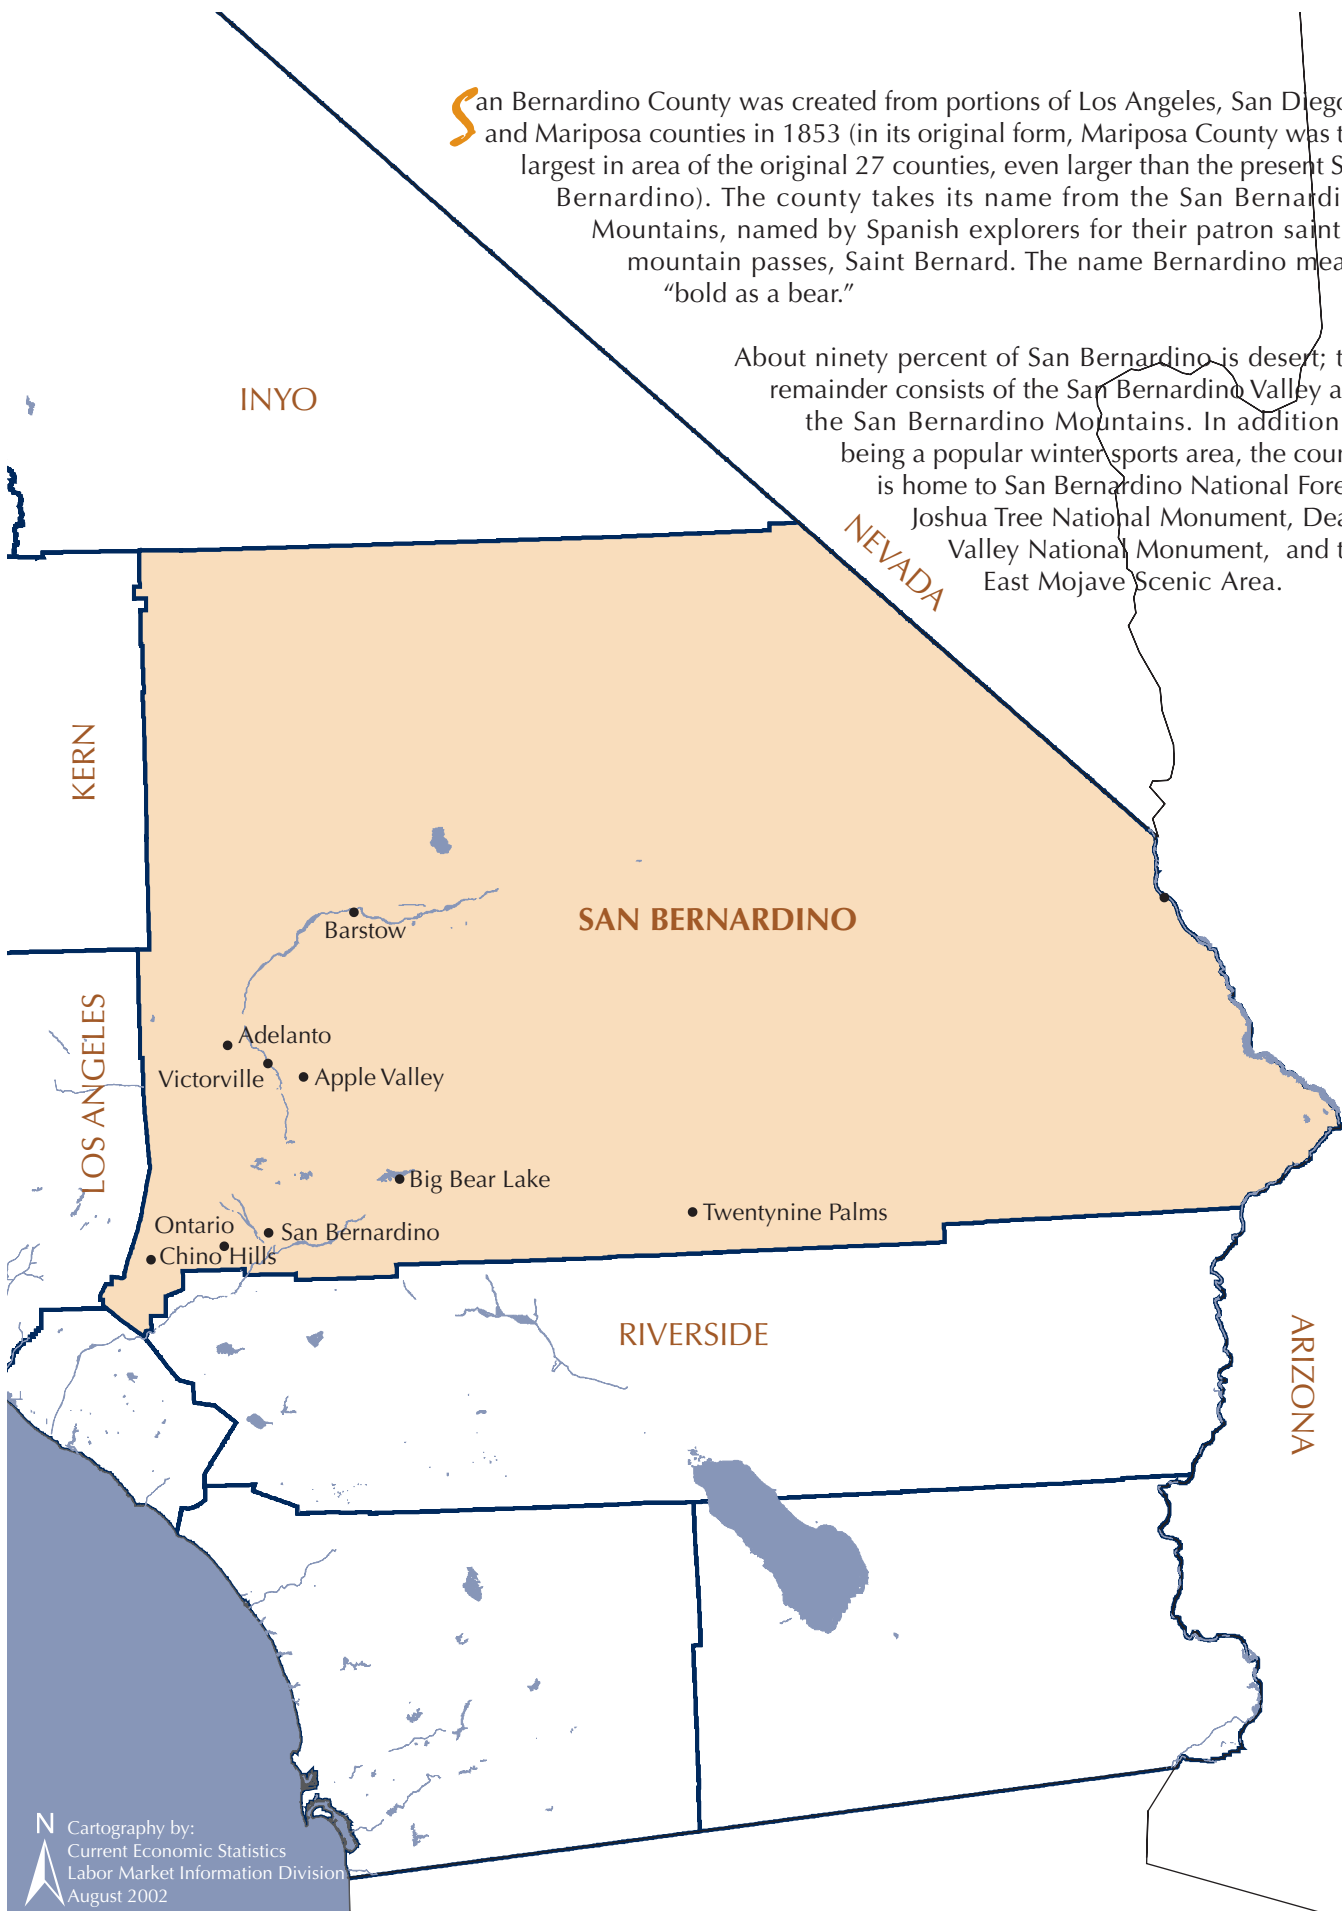 San Bernardino County was created from portions of Los Angeles, San Diego
and Mariposa counties in 1853 (in its original form, Mariposa County was
largest in area of the original 27 counties, even larger than the present
Bernardino). The county takes its name from the San
Mountains, named by Spanish explorers for their patron saint
mountain passes, Saint Bernard. The name Bernardino
“bold as a bear.”
About ninety percent of San Bernardino is desert;
remainder consists of the San Bernardino Valley
the San Bernardino Mountains. In addition
being a popular winter sports area, the
is home to San Bernardino National
Joshua Tree National Monument,
Valley National Monument, and
East Mojave Scenic Area.
INYO
NEVADA
KERN
SAN BERNARDINO
Barstow
LOS ANGELES
Adelanto
Victorville
Apple Valley
Big Bear Lake
Twentynine Palms
Ontario
San Bernardino
Chino Hills
RIVERSIDE
ARIZONA
N
Cartography by:
Current Economic Statistics
Labor Market Information Division
August 2002